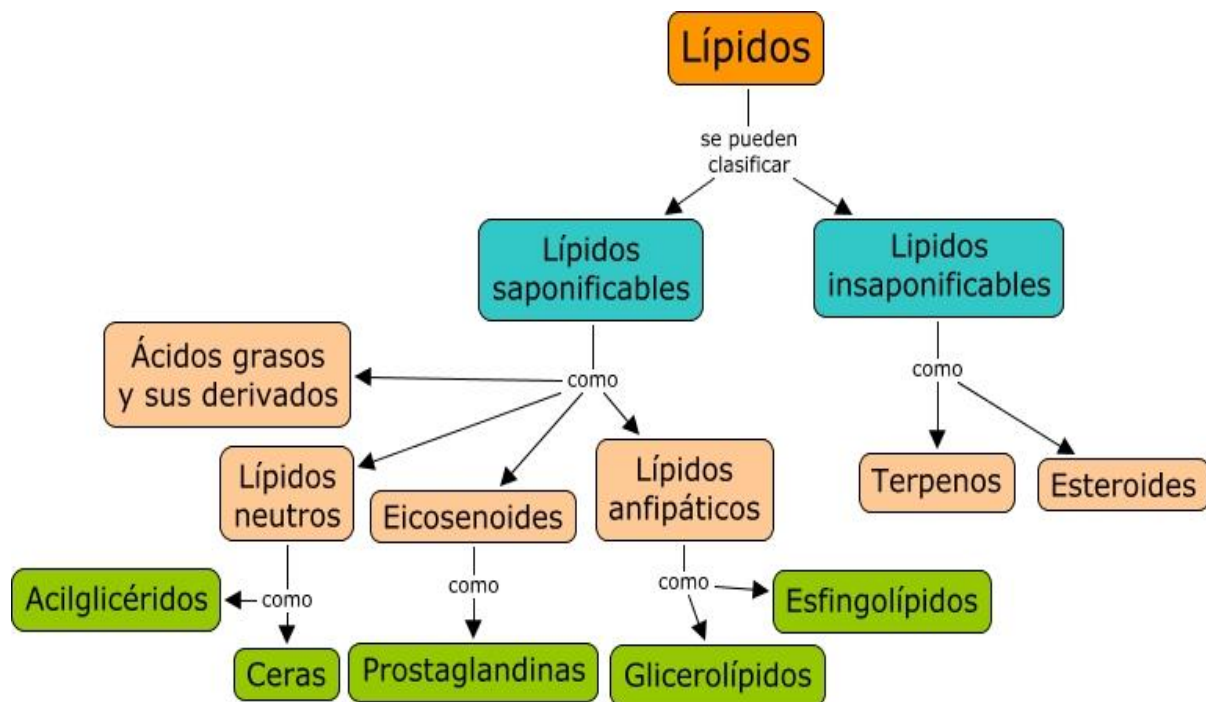 Lípidos
se pueden
clasificar
Lípidos
saponificables
Lipidos
insaponificables
como
como
Ácidos grasos
y sus derivados
Lípidos
neutros
Eicosenoides
Lípidos
anfipáticos
Terpenos
Esteroides
como
como
como
Acilglicéridos
Ceras
Prostaglandinas
Glicerolípidos
Esfingolípidos